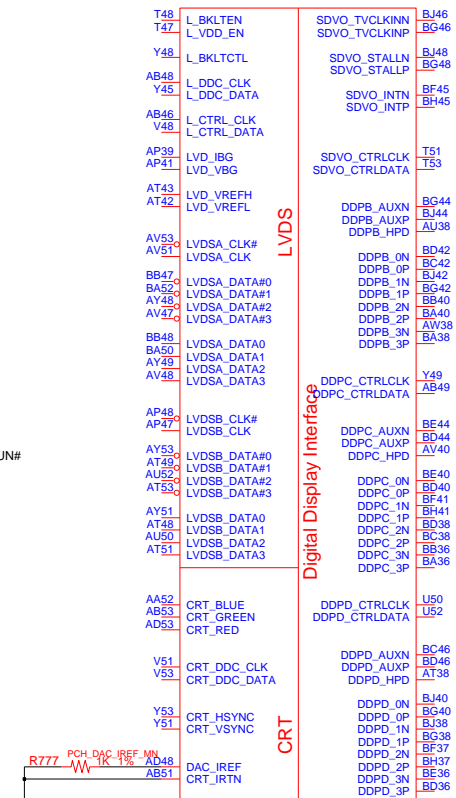 T48 L_BKLTEN
T47 L_VDD_EN
Y48 L_BKLTCTL
AB48 L_DDC_CLK
Y45 L_DDC_DATA
AB46 L_CTRL_CLK
V48 L_CTRL_DATA
AP39 LVD_IBG
AP41 LVD_VBG
AT43 LVD_VREFH
AT42 LVD_VREFL
AV53 LVDSA_CLK#
AV51 LVDSA_CLK
BB47 LVDSA_DATA#0
BA52 LVDSA_DATA#1
AY48 LVDSA_DATA#2
AV47 LVDSA_DATA#3
BB48 LVDSA_DATA0
BA50 LVDSA_DATA1
AY49 LVDSA_DATA2
AV48 LVDSA_DATA3
AP48 LVDSB_CLK#
AP47 LVDSB_CLK
UN#
AY53 LVDSB_DATA#0
AT49 LVDSB_DATA#1
AU52 LVDSB_DATA#2
AT53 LVDSB_DATA#3
AY51 LVDSB_DATA0
AT48 LVDSB_DATA1
AU50 LVDSB_DATA2
AT51 LVDSB_DATA3
AA52 CRT_BLUE
AB53 CRT_GREEN
AD53 CRT_RED
V51 CRT_DDC_CLK
V53 CRT_DDC_DATA
Y53 CRT_HSYNC
Y51 CRT_VSYNC
PCH_DAC_IREF_MN
R777 1K 1% AD48 DAC_IREF
AB51 CRT_IRTN
LVDS
Digital Display Interface
CRT
SDVO_TVCLKINN BJ46
SDVO_TVCLKINP BG46
SDVO_STALLN BJ48
SDVO_STALLP BG48
SDVO_INTN BF45
SDVO_INTP BH45
SDVO_CTRLCLK T51
SDVO_CTRLDATA T53
DDPB_AUXN BG44
DDPB_AUXP BJ44
DDPB_HPD AU38
DDPB_0N BD42
DDPB_0P BC42
DDPB_1N BJ42
DDPB_1P BG42
DDPB_2N BB40
DDPB_2P BA40
DDPB_3N AW38
DDPB_3P BA38
DDPC_CTRLCLK Y49
DDPC_CTRLDATA AB49
DDPC_AUXN BE44
DDPC_AUXP BD44
DDPC_HPD AV40
DDPC_0N BE40
DDPC_0P BD40
DDPC_1N BF41
DDPC_1P BH41
DDPC_2N BD38
DDPC_2P BC38
DDPC_3N BB36
DDPC_3P BA36
DDPD_CTRLCLK U50
DDPD_CTRLDATA U52
DDPD_AUXN BC46
DDPD_AUXP BD46
DDPD_HPD AT38
DDPD_0N BJ40
DDPD_0P BG40
DDPD_1N BJ38
DDPD_1P BG38
DDPD_2N BF37
DDPD_2P BH37
DDPD_3N BE36
DDPD_3P BD36